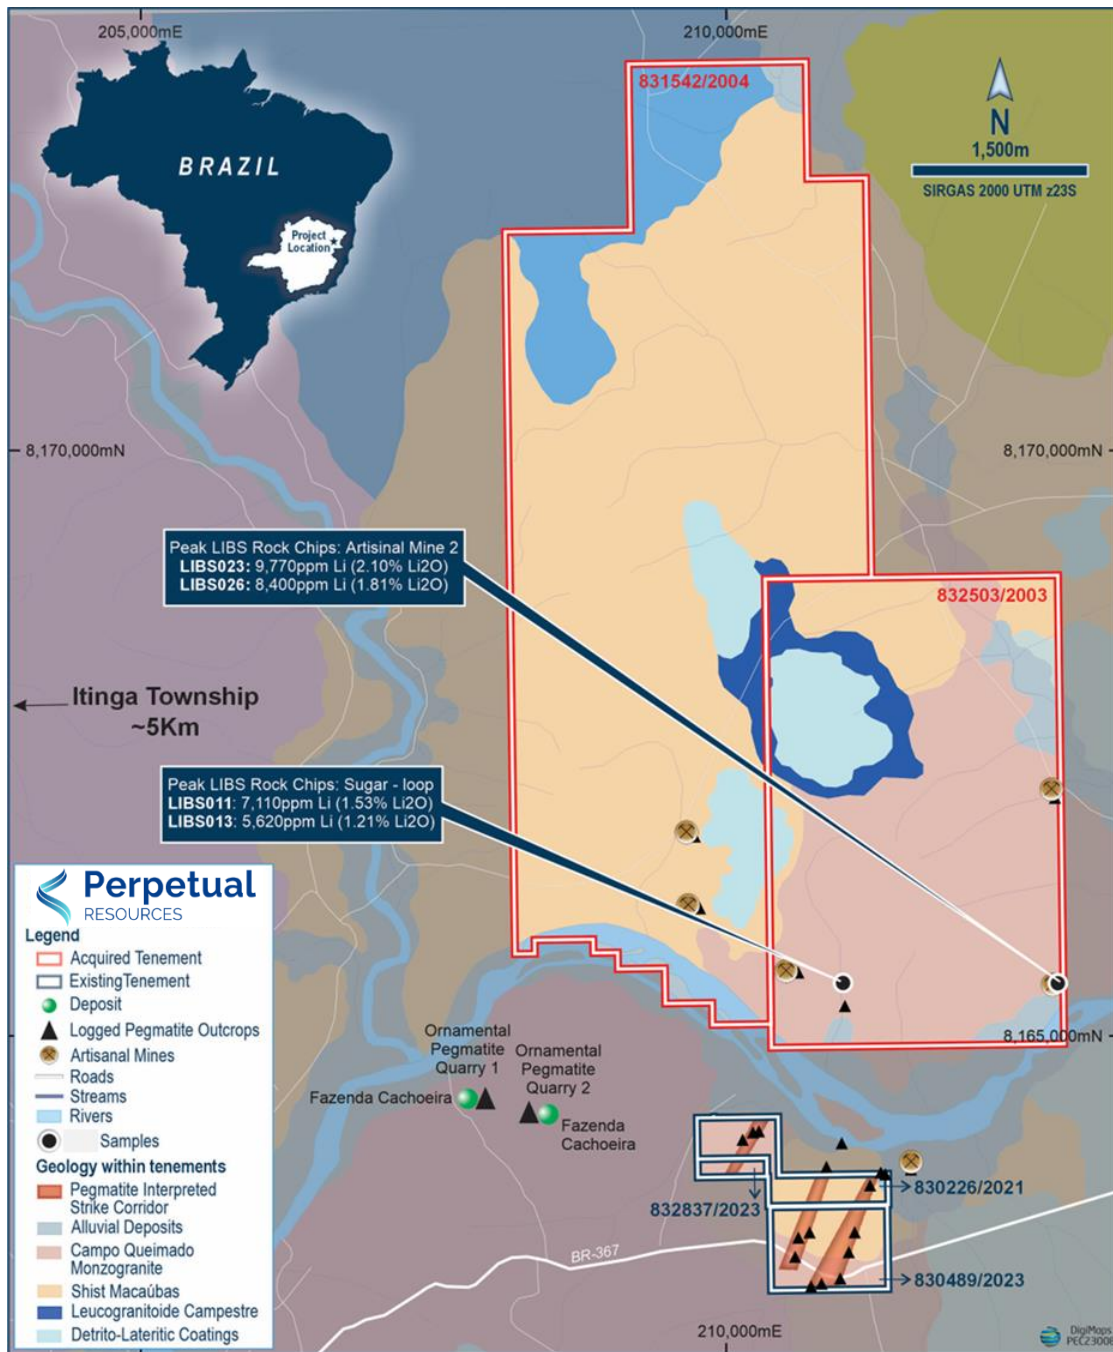 205,000mE
210,000mE
831542/2004
N
1,500m
SIRGAS 2000 UTM z23S
BRAZIL
Project
Location
8,170,000mN
8,170,000mN
Peak LIBS Rock Chips: Artisinal Mine 2
LIBS023: 9,770ppm Li (2.10% Li2O)
LIBS026: 8,400ppm Li (1.81% Li2O)
832503/2003
Itinga Township
~5Km
Peak LIBS Rock Chips: Sugar - loop
LIBS011: 7,110ppm Li (1.53% Li2O)
LIBS013: 5,620ppm Li (1.21% Li2O)
Perpetual
RESOURCES
Legend
Acquired Tenement
ExistingTenement
Deposit
Logged Pegmatite Outcrops
Artisanal Mines
Roads
Streams
Rivers
Samples
Geology within tenements
Pegmatite Interpreted
Strike Corridor
Alluvial Deposits
Campo Queimado
Monzogranite
Shist Macaúbas
Leucogranitoide Campestre
Detrito-Lateritic Coatings
8,165,000mN
Ornamental
Pegmatite
Quarry 1
Ornamental
Pegmatite
Quarry 2
Fazenda Cachoeira
Fazenda
Cachoeira
830226/2021
832837/2023
BR-367
830489/2023
210,000mE
DigiMaps